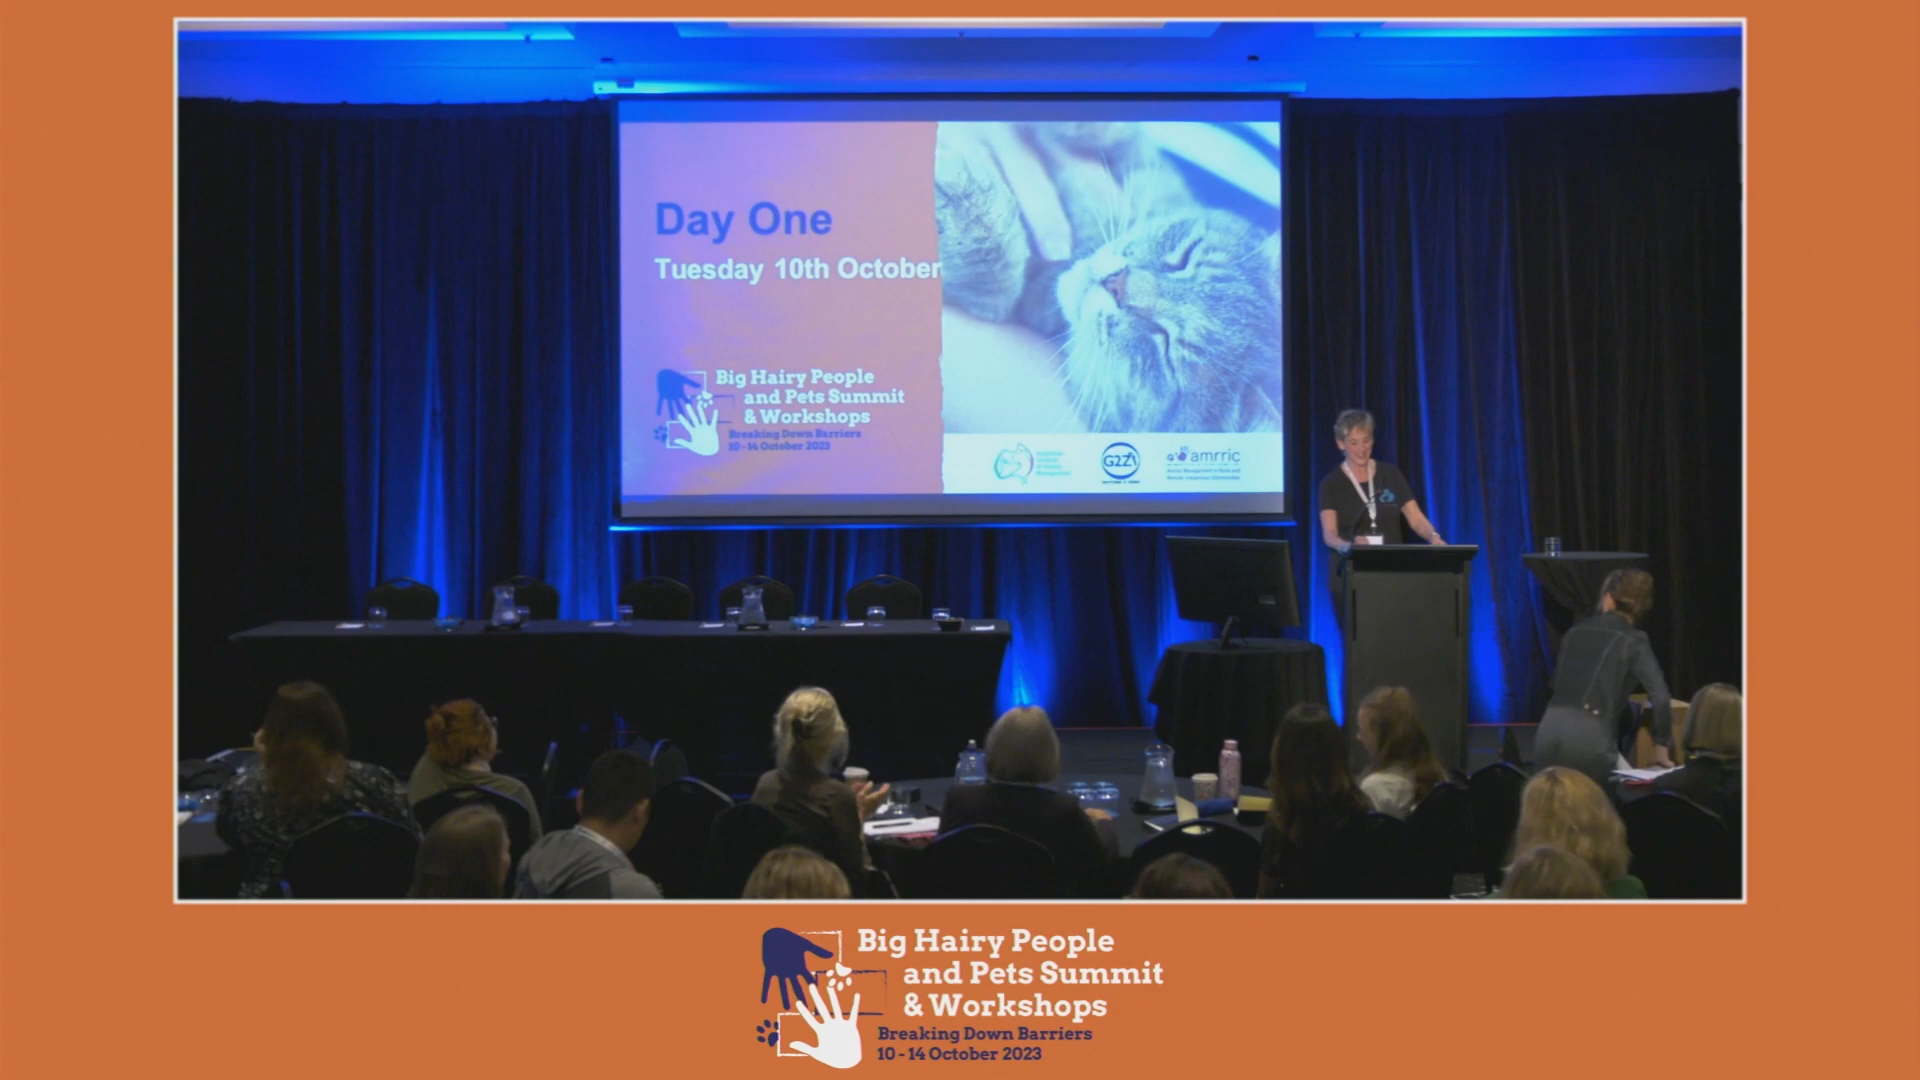 Day One
Tuesday 10th October
Big Hairy People
and Pets Summit
& Workshops
Breaking Down Barriers
10 - 14 October 2023
G2Z
amrric
Big Hairy People
and Pets Summit
& Workshops
Breaking Down Barriers
10 - 14 October 2023